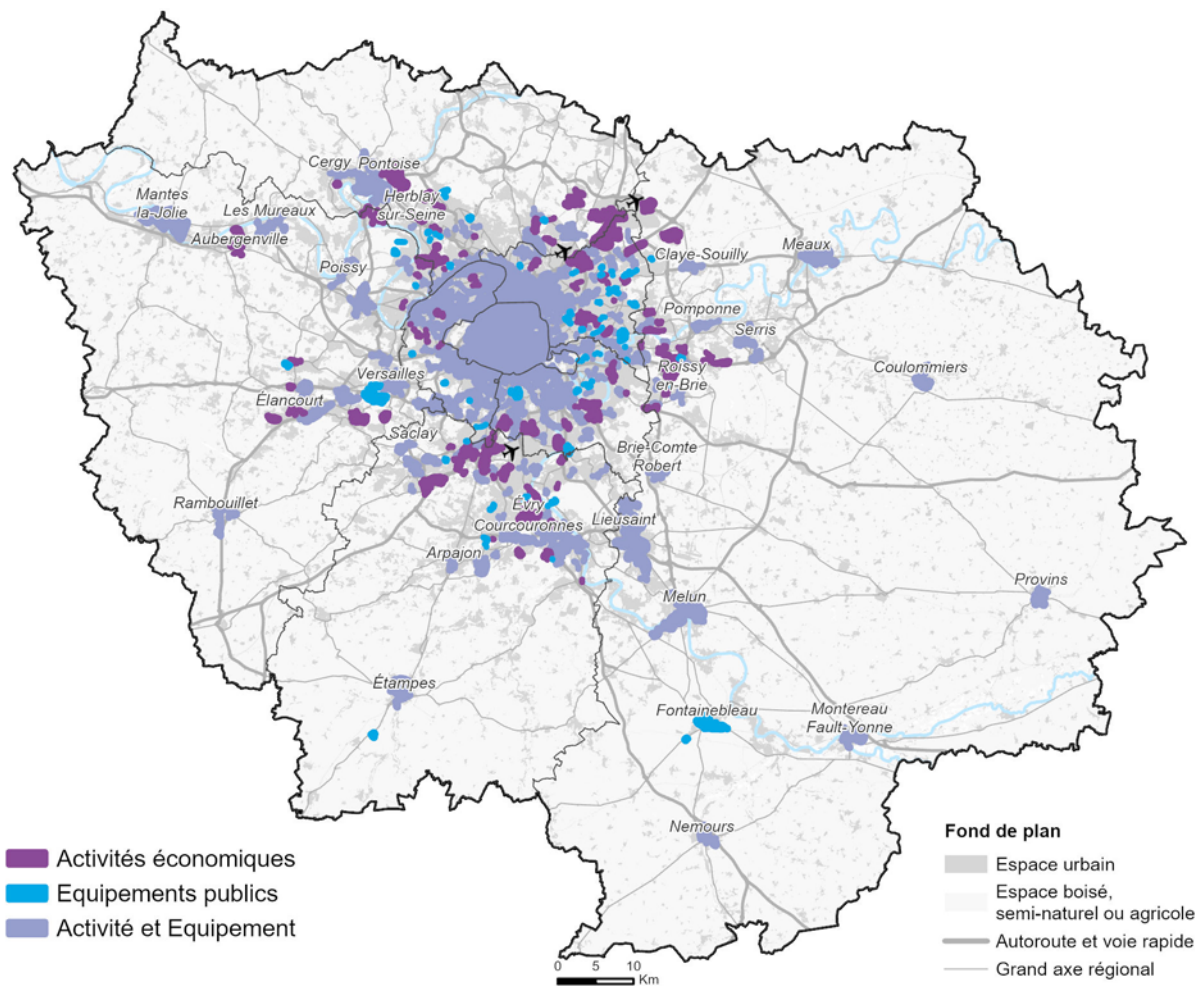 Cergy Pontoise
Herblay
sur-Seine
Mantes
la-Jolie
Les Mureaux
Aubergenville
Poissy
Claye-Souilly
Meaux
Pomponne
Serris
Roissy
en-Brie
Coulommiers
Versailles
Élancourt
Saclay
Brie-Comte
Robert
Rambouillet
Évry
Courcouronnes
Lieusaint
Arpajon
Melun
Provins
Étampes
Fontainebleau
Montereau
Fault-Yonne
Nemours
Activités économiques
Equipements publics
Activité et Equipement
0 5 10
Km
Fond de plan
Espace urbain
Espace boisé,
semi-naturel ou agricole
Autoroute et voie rapide
Grand axe régional